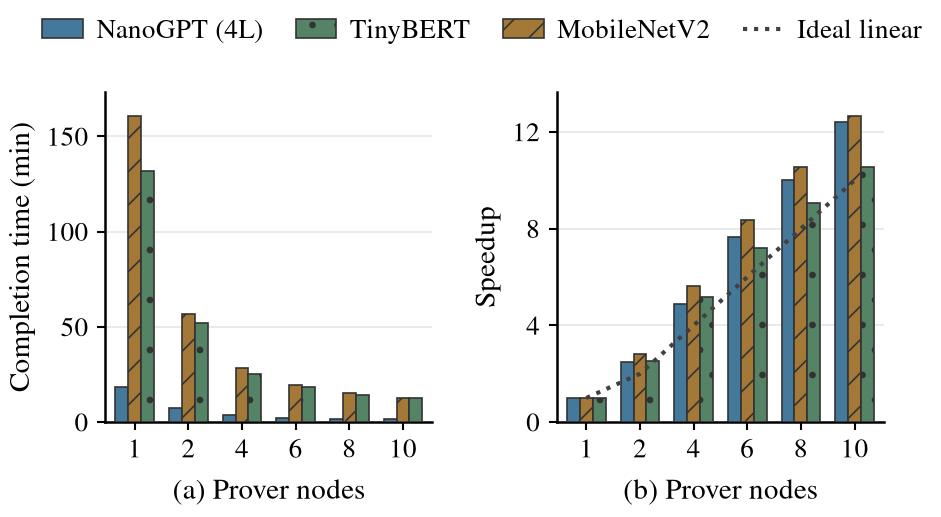 NanoGPT (4L) TinyBERT MobileNetV2 Ideal linear
Completion time (min)
150
100
50
0
1 2 4 6 8 10
(a) Prover nodes
Speedup
12
8
4
0
1 2 4 6 8 10
(b) Prover nodes